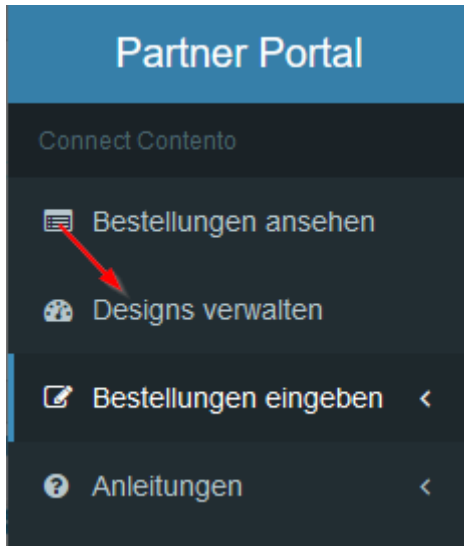 Partner Portal
Connect Contento
Bestellungen ansehen
Designs verwalten
Bestellungen eingeben
Anleitungen